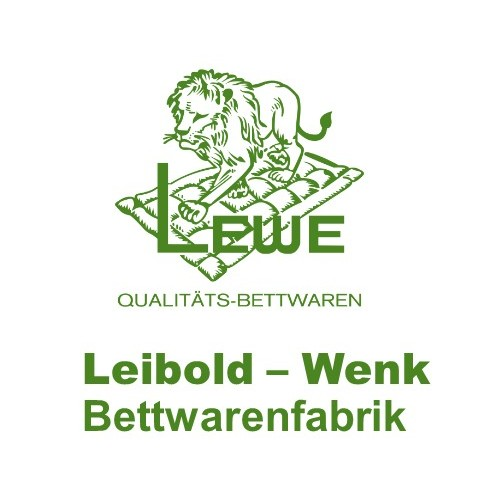 LEWE
QUALITÄTS-BETTWAREN
Leibold – Wenk
Bettwarenfabrik